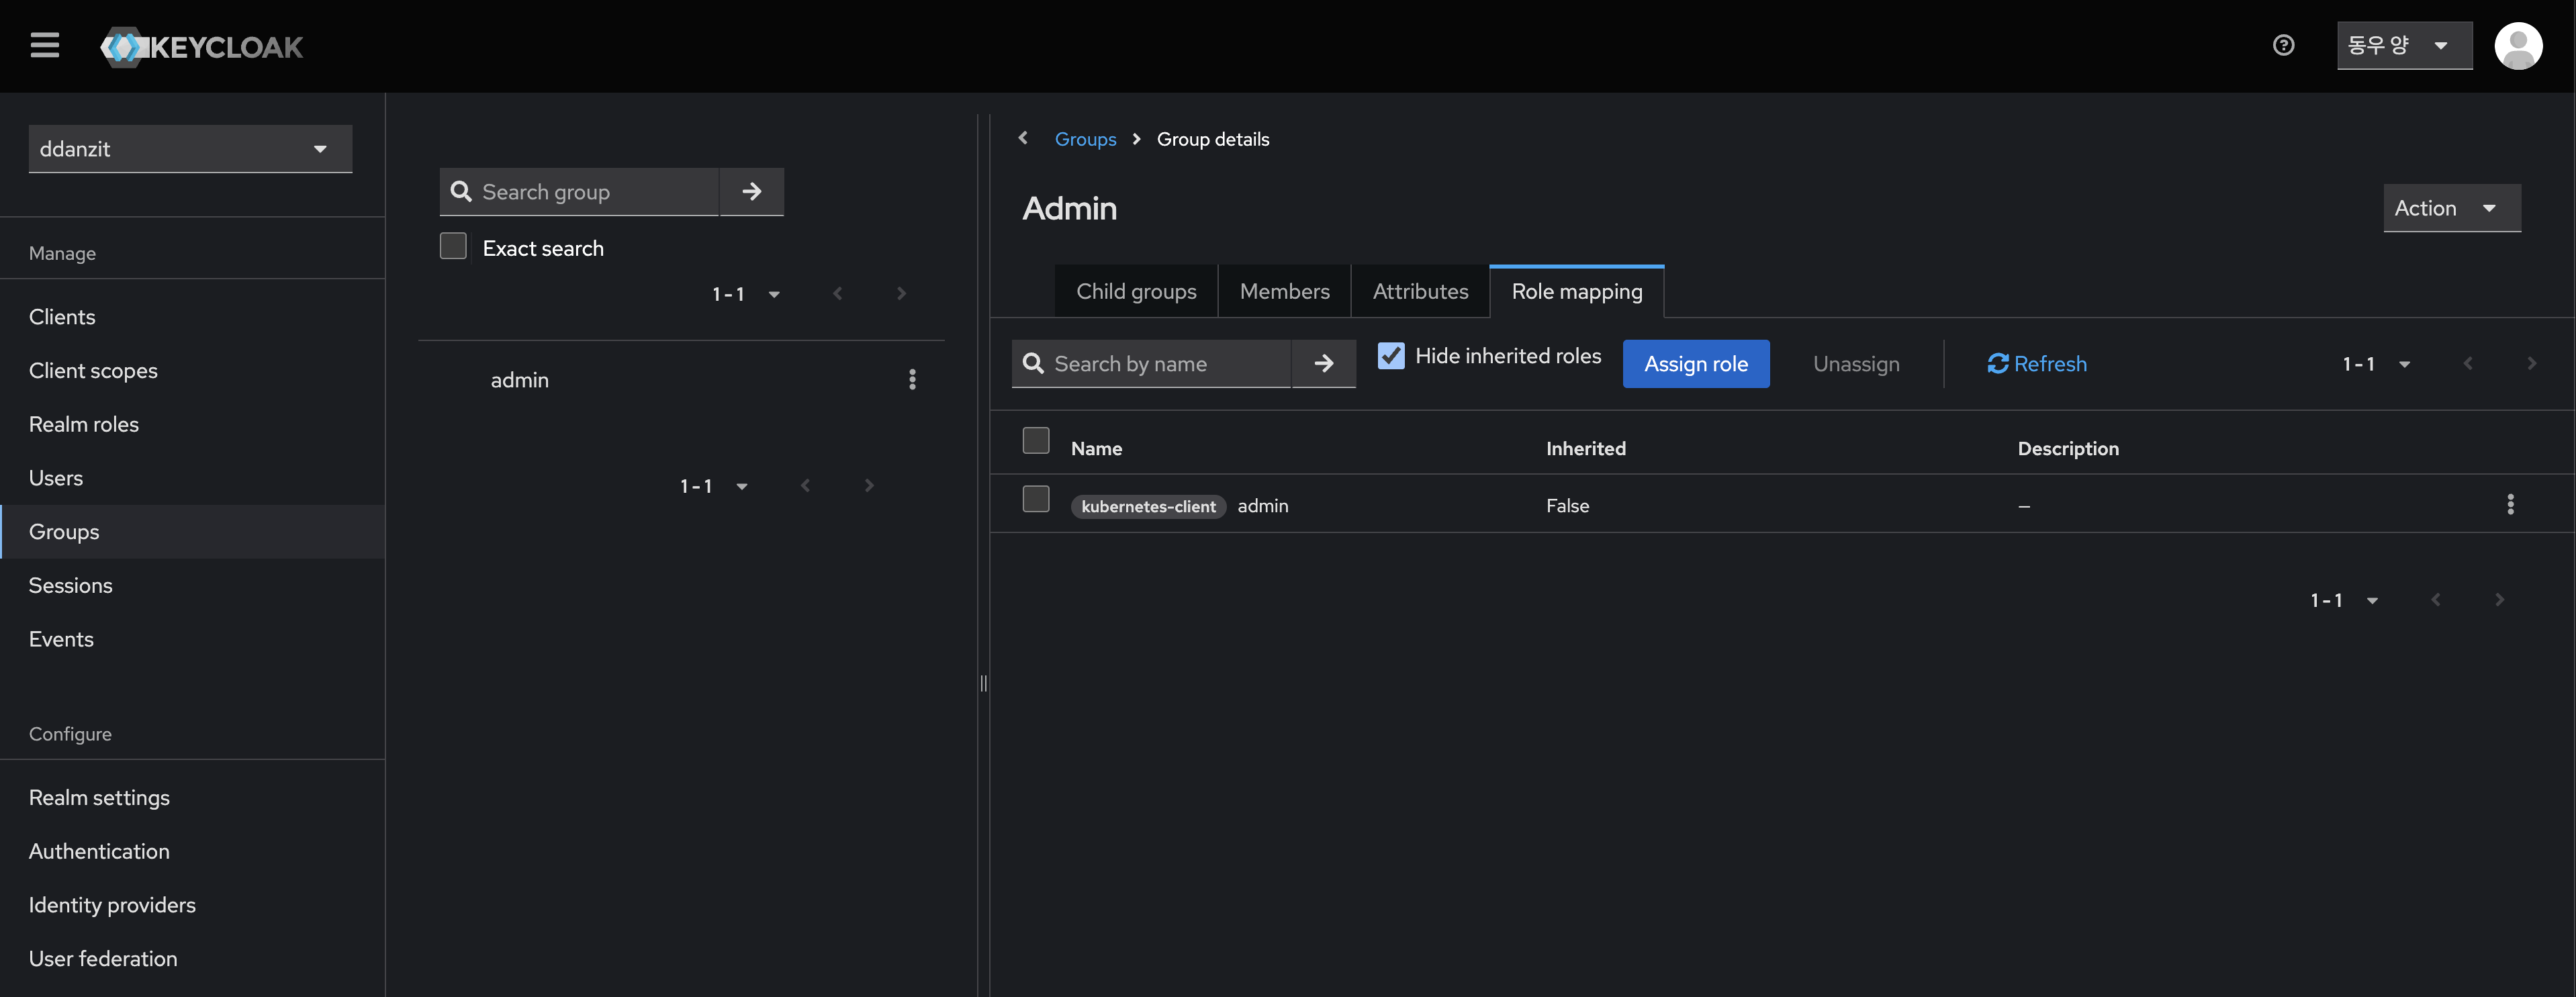 KEYCLOAK
동우 양
ddanzit
Manage
Clients
Client scopes
Realm roles
Users
Groups
Sessions
Events
Configure
Realm settings
Authentication
Identity providers
User federation
Search group
Exact search
1 - 1
admin
1 - 1
Groups Group details
Admin
Action
Child groups Members Attributes Role mapping
Search by name Hide inherited roles Assign role Unassign Refresh 1 - 1
Name Inherited Description
kubernetes-client admin False –
1 - 1